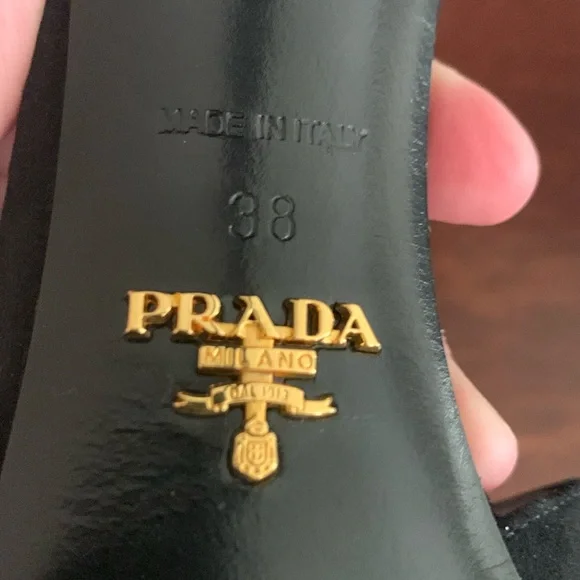 MADE IN ITALY
38
PRADA
MILANO
DAL 1913